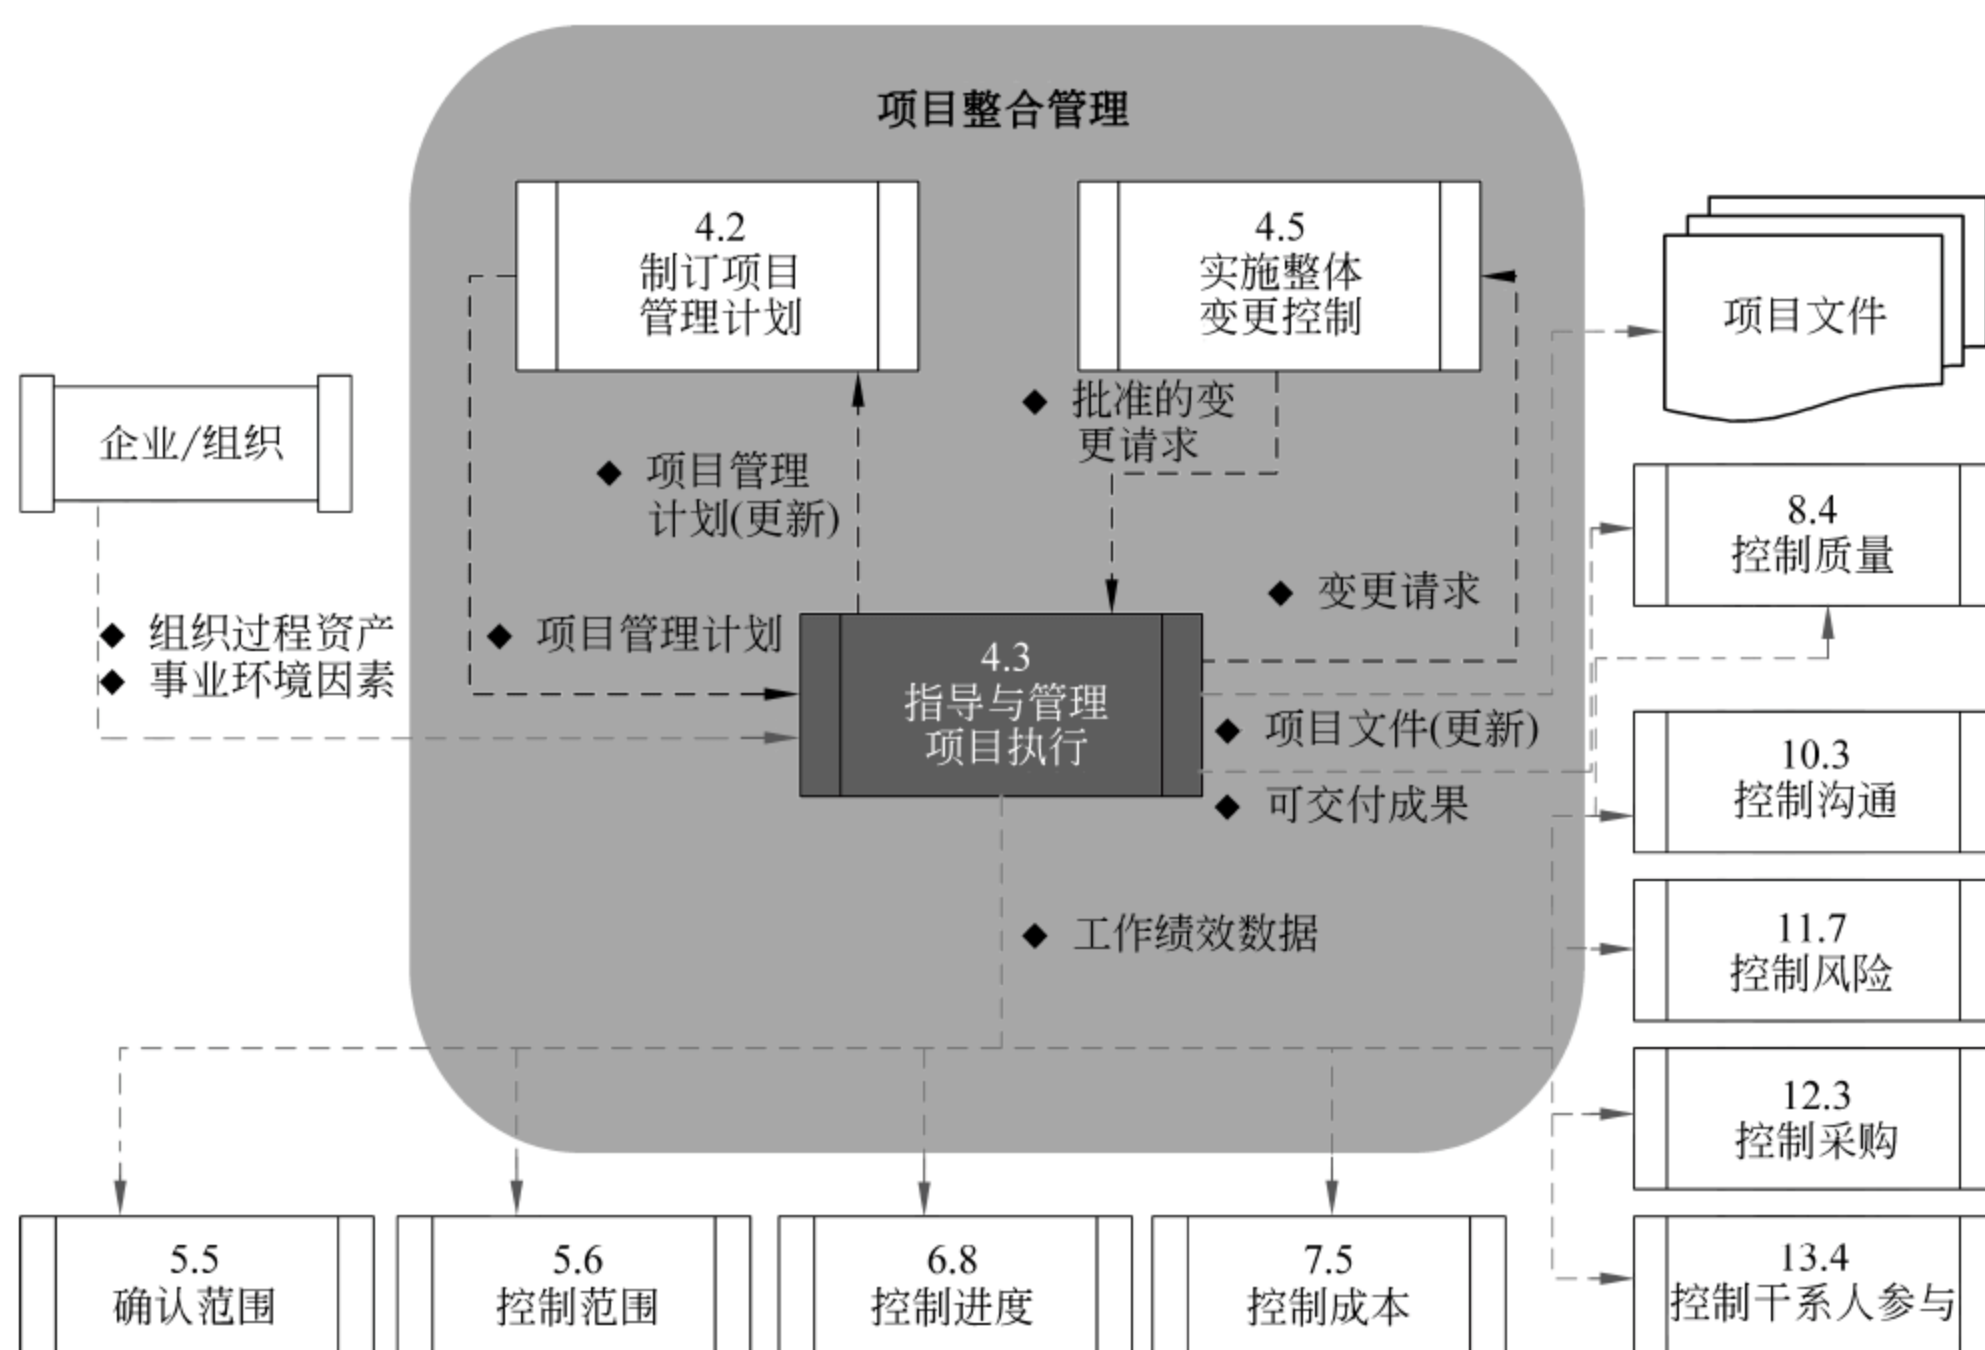 项目整合管理
4.2
制订项目
管理计划
4.5
实施整体
变更控制
项目文件
企业/组织
◆ 批准的变
更请求
◆ 项目管理
计划(更新)
8.4
控制质量
◆ 变更请求
◆ 组织过程资产
◆ 事业环境因素
◆ 项目管理计划
4.3
指导与管理
项目执行
◆ 项目文件(更新)
◆ 可交付成果
10.3
控制沟通
◆ 工作绩效数据
11.7
控制风险
12.3
控制采购
5.5
确认范围
5.6
控制范围
6.8
控制进度
7.5
控制成本
13.4
控制干系人参与